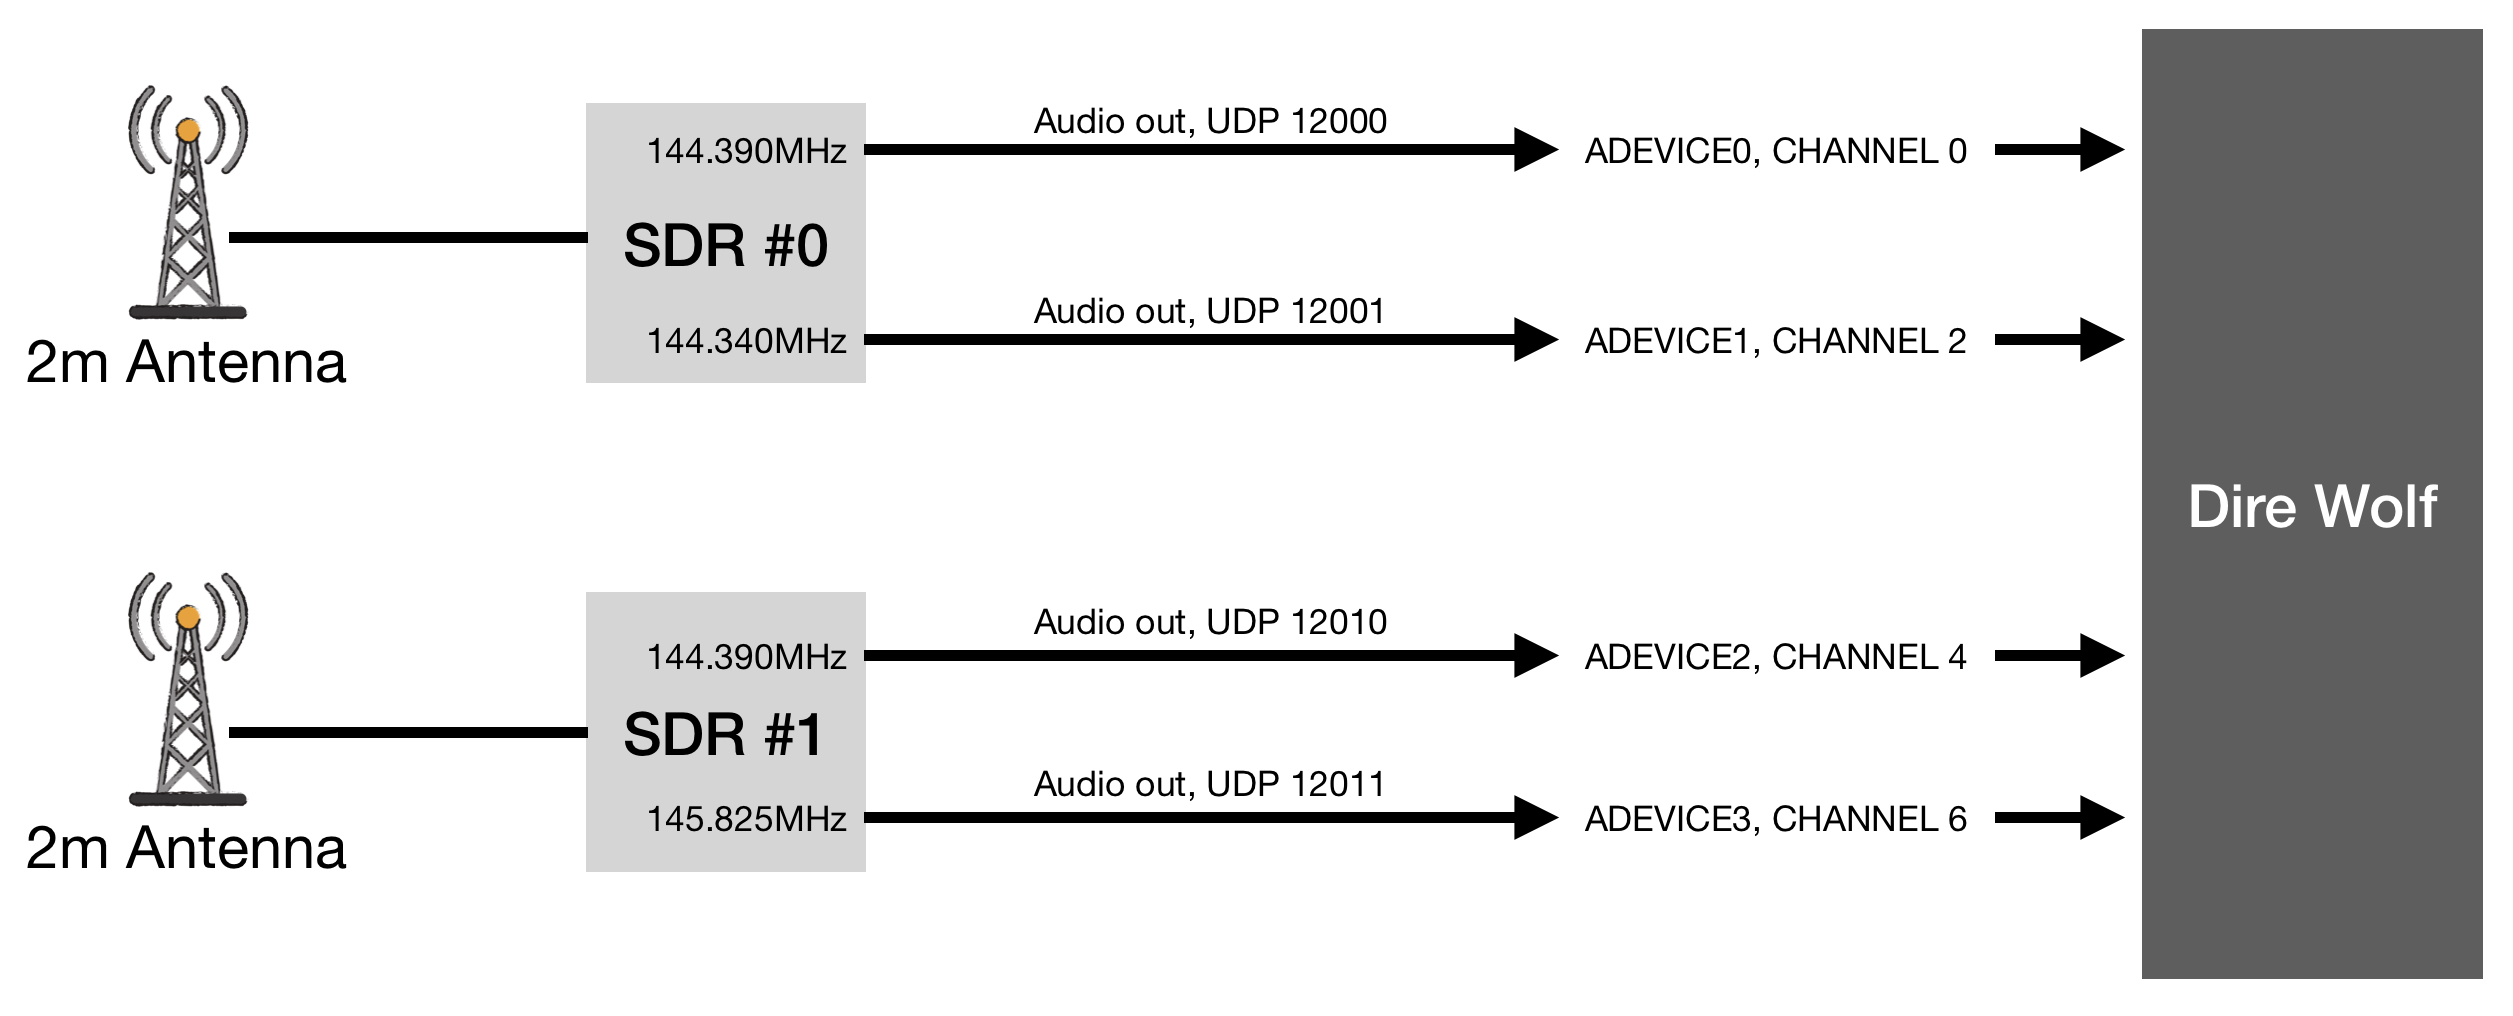 Audio out, UDP 12000
144.390MHz
ADEVICE0, CHANNEL 0
SDR #0
Audio out, UDP 12001
144.340MHz
ADEVICE1, CHANNEL 2
2m Antenna
Dire Wolf
Audio out, UDP 12010
144.390MHz
ADEVICE2, CHANNEL 4
SDR #1
Audio out, UDP 12011
145.825MHz
ADEVICE3, CHANNEL 6
2m Antenna